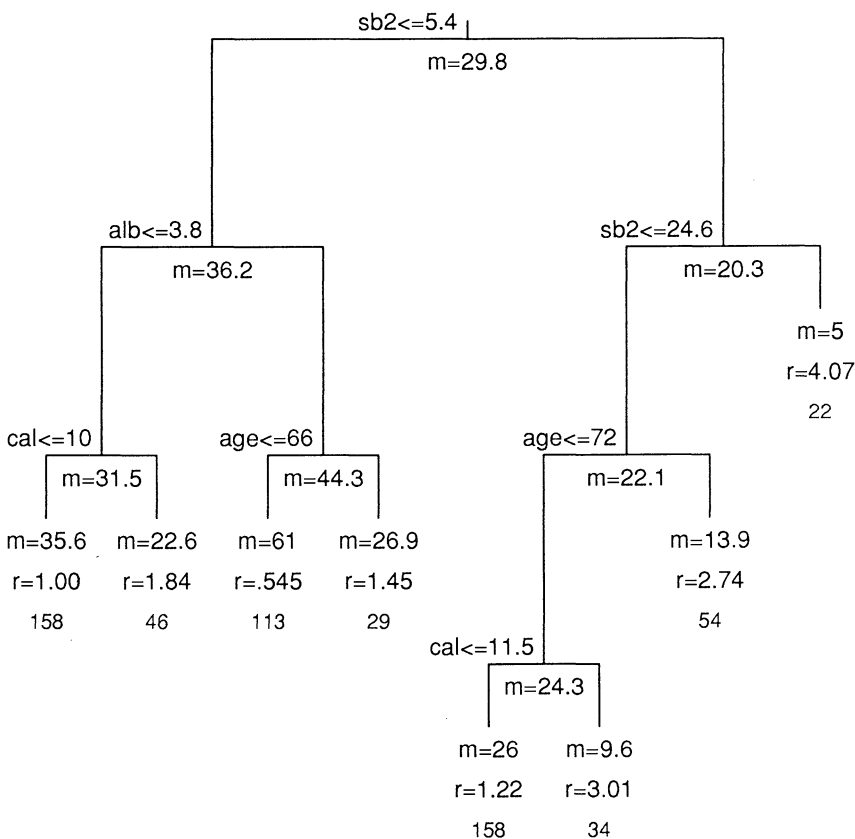 sb2<=5.4
m=29.8
alb<=3.8
sb2<=24.6
m=36.2
m=20.3
m=5
r=4.07
22
cal<=10
age<=66
age<=72
m=31.5
m=44.3
m=22.1
m=35.6
m=22.6
m=61
m=26.9
m=13.9
r=1.00
r=1.84
r=.545
r=1.45
r=2.74
158
46
113
29
54
cal<=11.5
m=24.3
m=26
m=9.6
r=1.22
r=3.01
158
34